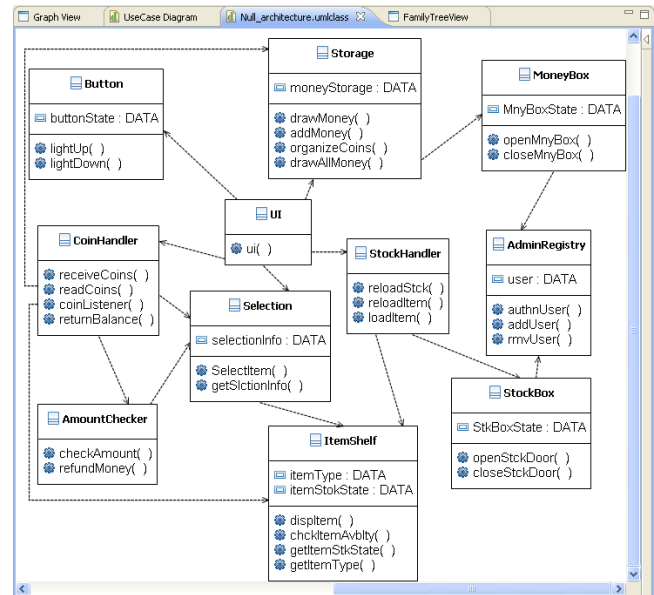 Graph View
UseCase Diagram
Null_architecture.umlclass
FamilyTreeView
Storage
moneyStorage : DATA
drawMoney( )
addMoney( )
organizeCoins( )
drawAllMoney( )
MoneyBox
MnyBoxState : DATA
openMnyBox( )
closeMnyBox( )
Button
buttonState : DATA
lightUp( )
lightDown( )
UI
ui( )
CoinHandler
receiveCoins( )
readCoins( )
coinListener( )
returnBalance( )
StockHandler
reloadStck( )
reloadItem( )
loadItem( )
AdminRegistry
user : DATA
authnUser( )
addUser( )
rmvUser( )
Selection
selectionInfo : DATA
SelectItem( )
getSlctionInfo( )
StockBox
StkBoxState : DATA
openStckDoor( )
closeStckDoor( )
AmountChecker
checkAmount( )
refundMoney( )
ItemShelf
itemType : DATA
itemStokState : DATA
dispItem( )
chckItemAvblty( )
getItemStkState( )
getItemType( )